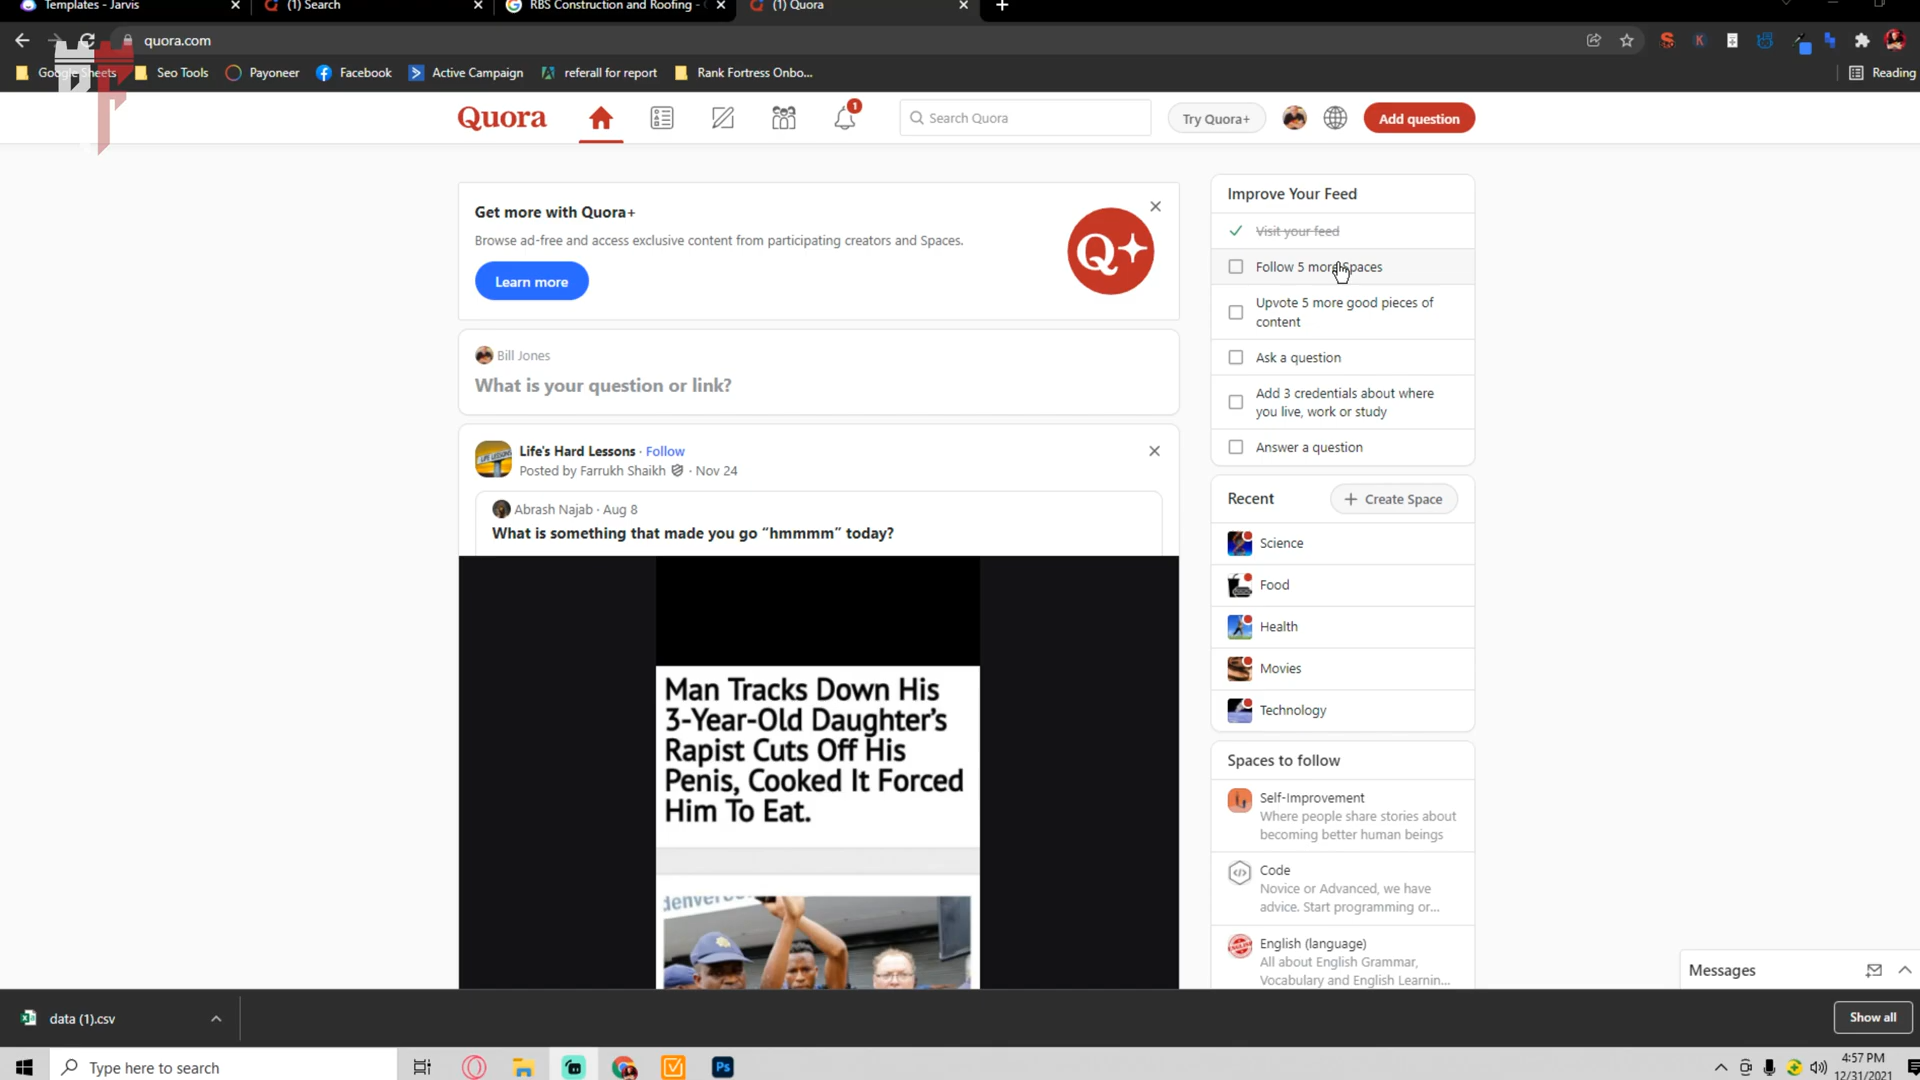 Templates - Jarvis
(1) Search
RBS Construction and Roofing -
(1) Quora
quora.com
Google Sheets
Seo Tools
Payoneer
Facebook
Active Campaign
referall for report
Rank Fortress Onbo...
Reading
Quora
1
Search Quora
Try Quora+
Add question
Get more with Quora+
Browse ad-free and access exclusive content from participating creators and Spaces.
Learn more
Bill Jones
What is your question or link?
Life's Hard Lessons · Follow
Posted by Farrukh Shaikh · Nov 24
Abrash Najab · Aug 8
What is something that made you go "hmmmm" today?
Man Tracks Down His
3-Year-Old Daughter's
Rapist Cuts Off His
Penis, Cooked It Forced
Him To Eat.
Improve Your Feed
Visit your feed
Follow 5 more Spaces
Upvote 5 more good pieces of
content
Ask a question
Add 3 credentials about where
you live, work or study
Answer a question
Recent
+ Create Space
Science
Food
Health
Movies
Technology
Spaces to follow
Self-Improvement
Where people share stories about
becoming better human beings
Code
Novice or Advanced, we have
advice. Start programming or...
English (language)
All about English Grammar,
Vocabulary and English Learnin...
Messages
data (1).csv
Show all
Type here to search
Ps
4:57 PM
12/31/2021